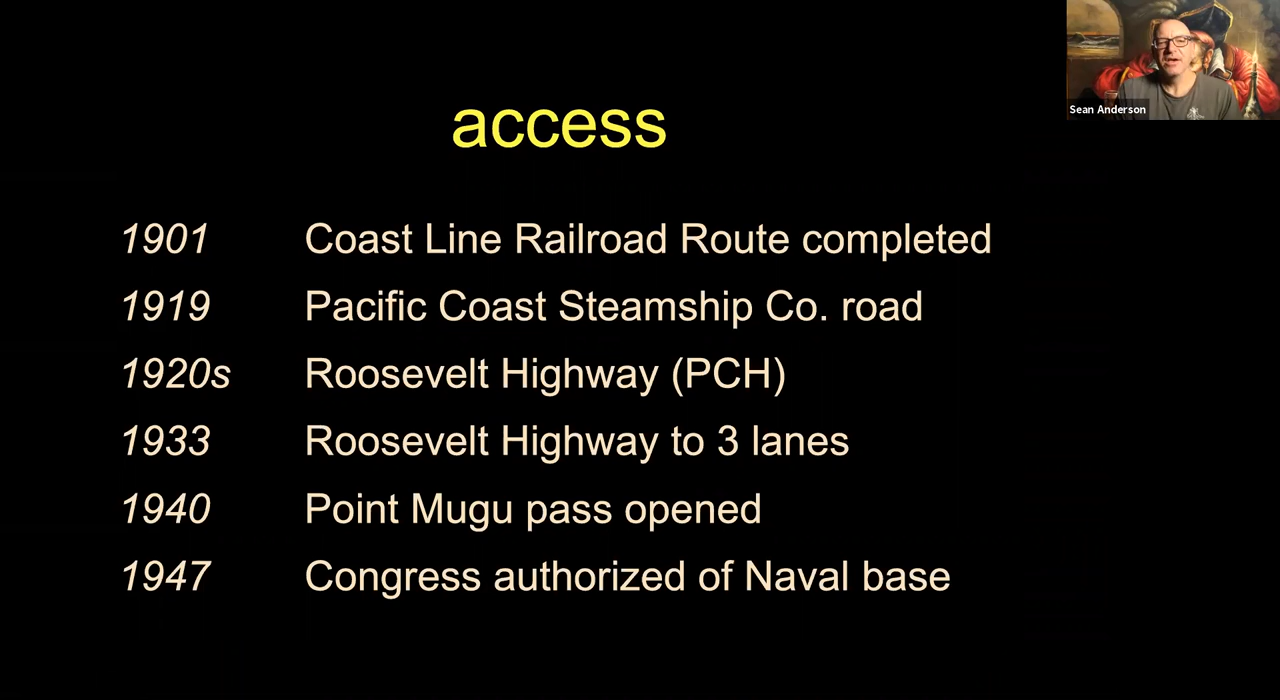 access
Sean Anderson
1901 Coast Line Railroad Route completed
1919 Pacific Coast Steamship Co. road
1920s Roosevelt Highway (PCH)
1933 Roosevelt Highway to 3 lanes
1940 Point Mugu pass opened
1947 Congress authorized of Naval base